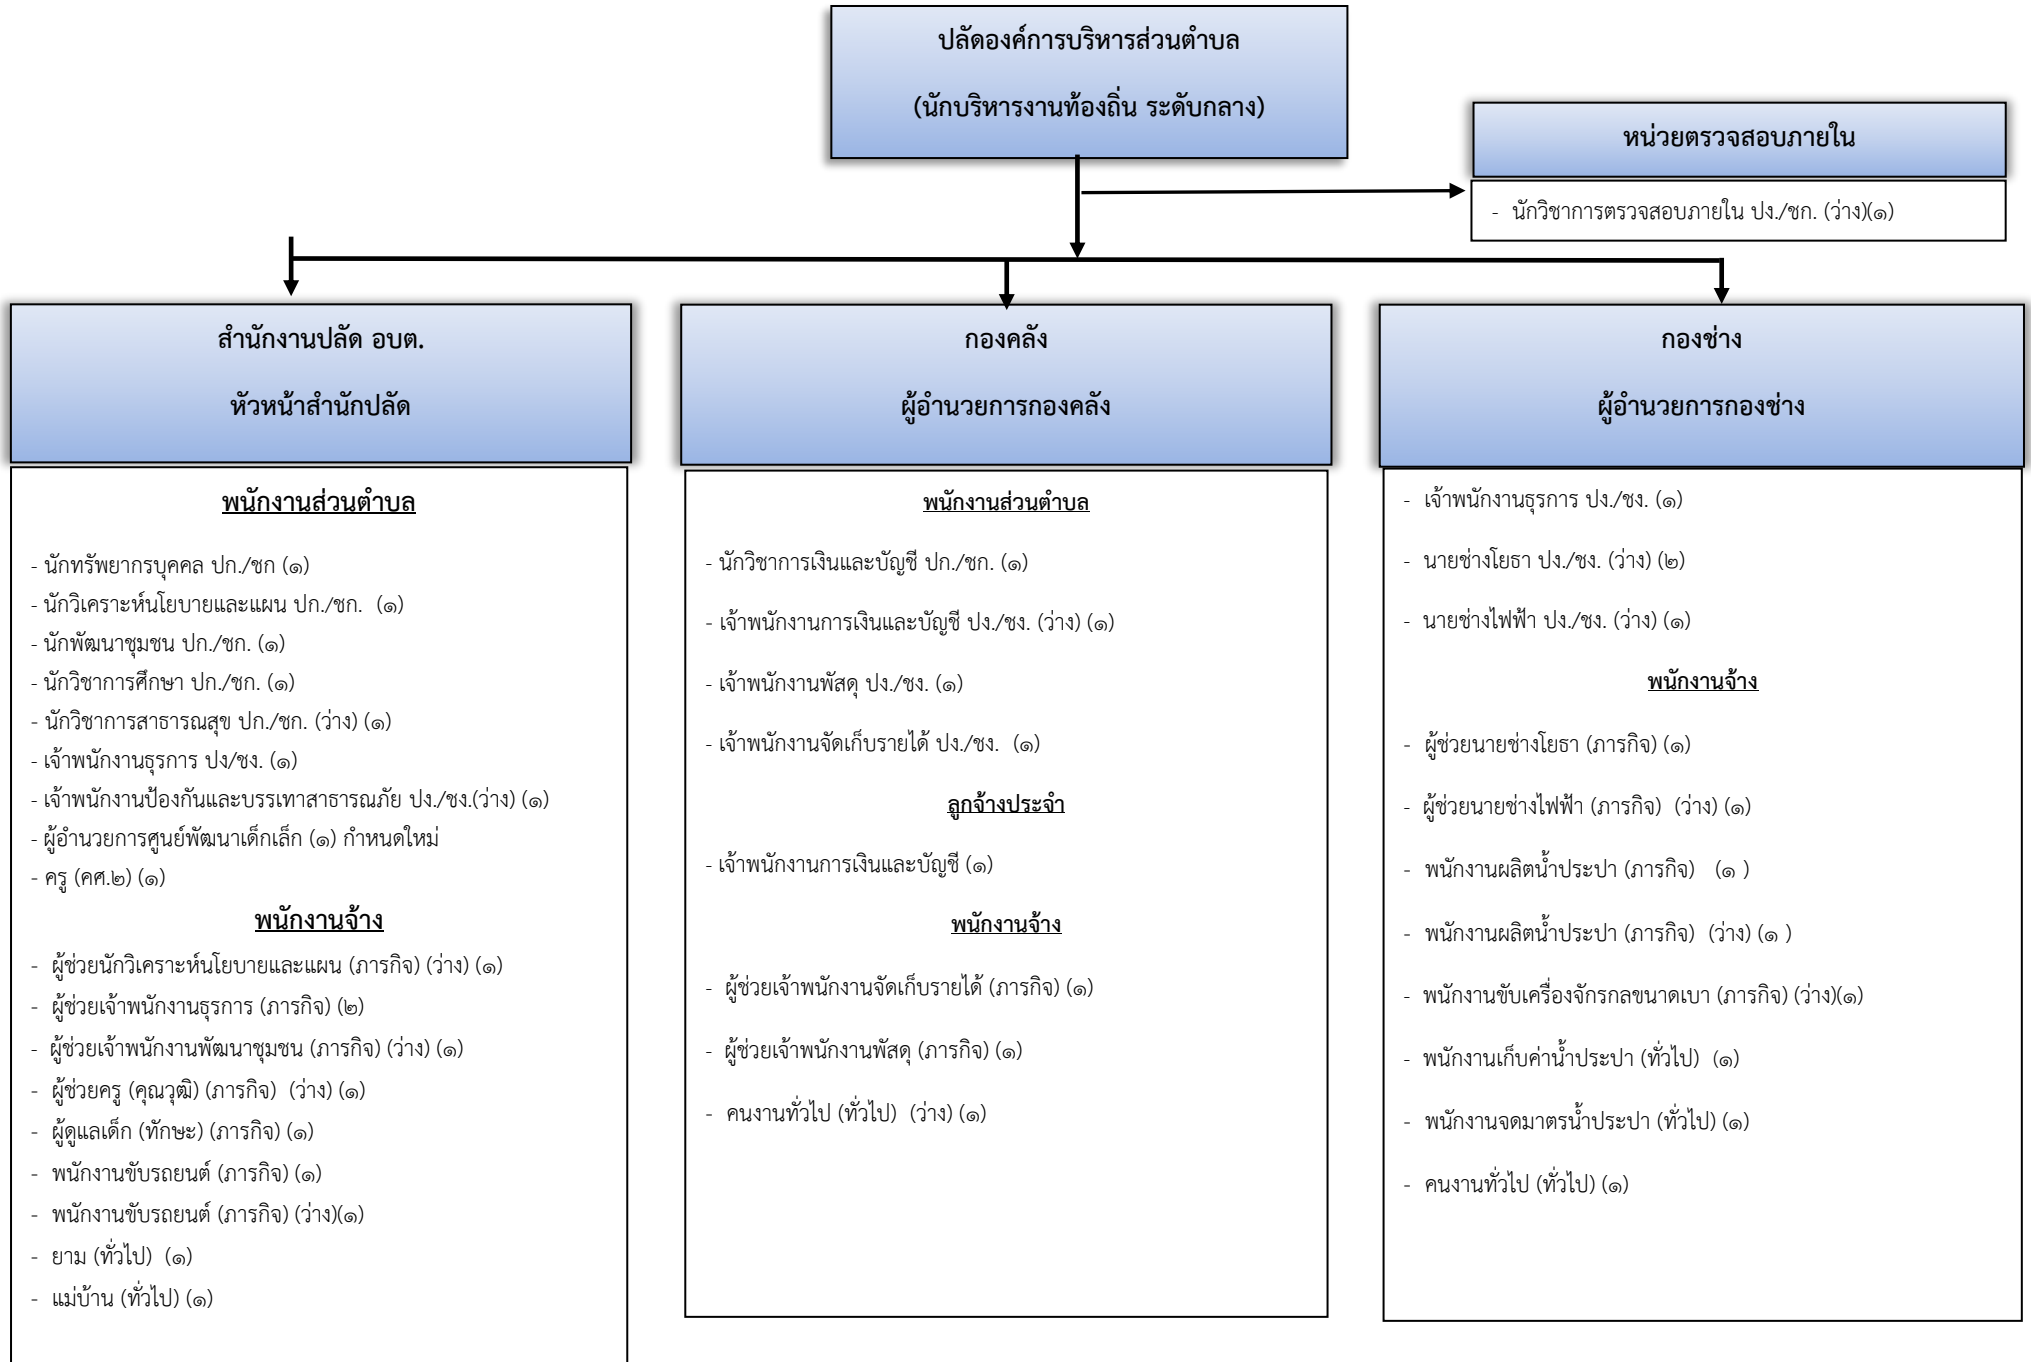 ปลัดองค์การบริหารส่วนตำบล
(นักบริหารงานท้องถิ่น ระดับกลาง)
หน่วยตรวจสอบภายใน
- นักวิชาการตรวจสอบภายใน ปง./ชก. (ว่าง)(๑)
สำนักงานปลัด อบต.
หัวหน้าสำนักปลัด
พนักงานส่วนตำบล
- นักทรัพยากรบุคคล ปก./ชก (๑)
- นักวิเคราะห์นโยบายและแผน ปก./ชก. (๑)
- นักพัฒนาชุมชน ปก./ชก. (๑)
- นักวิชาการศึกษา ปก./ชก. (๑)
- นักวิชาการสาธารณสุข ปก./ชก. (ว่าง) (๑)
- เจ้าพนักงานธุรการ ปง/ชง. (๑)
- เจ้าพนักงานป้องกันและบรรเทาสาธารณภัย ปง./ชง.(ว่าง) (๑)
- ผู้อำนวยการศูนย์พัฒนาเด็กเล็ก (๑) กำหนดใหม่
- ครู (คศ.๒) (๑)
พนักงานจ้าง
- ผู้ช่วยนักวิเคราะห์นโยบายและแผน (ภารกิจ) (ว่าง) (๑)
- ผู้ช่วยเจ้าพนักงานธุรการ (ภารกิจ) (๒)
- ผู้ช่วยเจ้าพนักงานพัฒนาชุมชน (ภารกิจ) (ว่าง) (๑)
- ผู้ช่วยครู (คุณวุฒิ) (ภารกิจ) (ว่าง) (๑)
- ผู้ดูแลเด็ก (ทักษะ) (ภารกิจ) (๑)
- พนักงานขับรถยนต์ (ภารกิจ) (๑)
- พนักงานขับรถยนต์ (ภารกิจ) (ว่าง)(๑)
- ยาม (ทั่วไป) (๑)
- แม่บ้าน (ทั่วไป) (๑)
กองคลัง
ผู้อำนวยการกองคลัง
พนักงานส่วนตำบล
- นักวิชาการเงินและบัญชี ปก./ชก. (๑)
- เจ้าพนักงานการเงินและบัญชี ปง./ชง. (ว่าง) (๑)
- เจ้าพนักงานพัสดุ ปง./ชง. (๑)
- เจ้าพนักงานจัดเก็บรายได้ ปง./ชง. (๑)
ลูกจ้างประจำ
- เจ้าพนักงานการเงินและบัญชี (๑)
พนักงานจ้าง
- ผู้ช่วยเจ้าพนักงานจัดเก็บรายได้ (ภารกิจ) (๑)
- ผู้ช่วยเจ้าพนักงานพัสดุ (ภารกิจ) (๑)
- คนงานทั่วไป (ทั่วไป) (ว่าง) (๑)
กองช่าง
ผู้อำนวยการกองช่าง
- เจ้าพนักงานธุรการ ปง./ชง. (๑)
- นายช่างโยธา ปง./ชง. (ว่าง) (๒)
- นายช่างไฟฟ้า ปง./ชง. (ว่าง) (๑)
พนักงานจ้าง
- ผู้ช่วยนายช่างโยธา (ภารกิจ) (๑)
- ผู้ช่วยนายช่างไฟฟ้า (ภารกิจ) (ว่าง) (๑)
- พนักงานผลิตน้ำประปา (ภารกิจ) (๑ )
- พนักงานผลิตน้ำประปา (ภารกิจ) (ว่าง) (๑ )
- พนักงานขับเครื่องจักรกลขนาดเบา (ภารกิจ) (ว่าง)(๑)
- พนักงานเก็บค่าน้ำประปา (ทั่วไป) (๑)
- พนักงานจดมาตรน้ำประปา (ทั่วไป) (๑)
- คนงานทั่วไป (ทั่วไป) (๑)